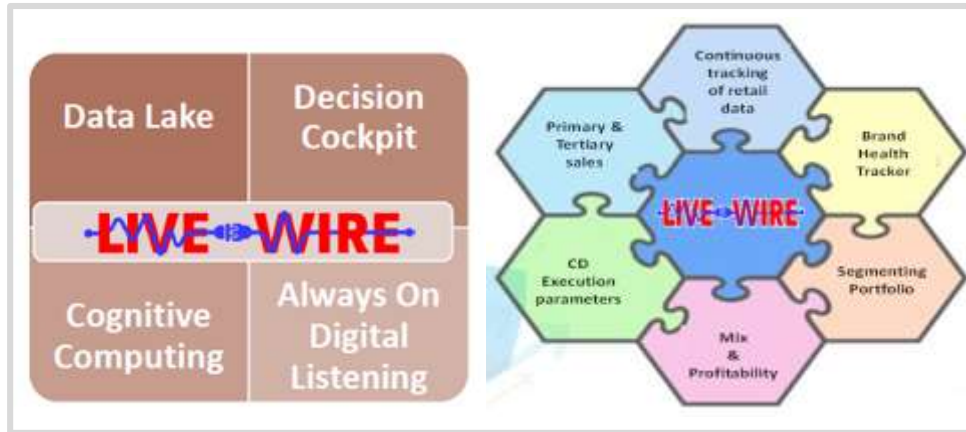 Data Lake
Decision
Cockpit
LIVE WIRE
Cognitive
Computing
Always On
Digital
Listening
Continuous
tracking
of retail
data
Primary &
Tertiary
sales
Brand
Health
Tracker
LIVE WIRE
CD
Execution
parameters
Segmenting
Portfolio
Mix
&
Profitability